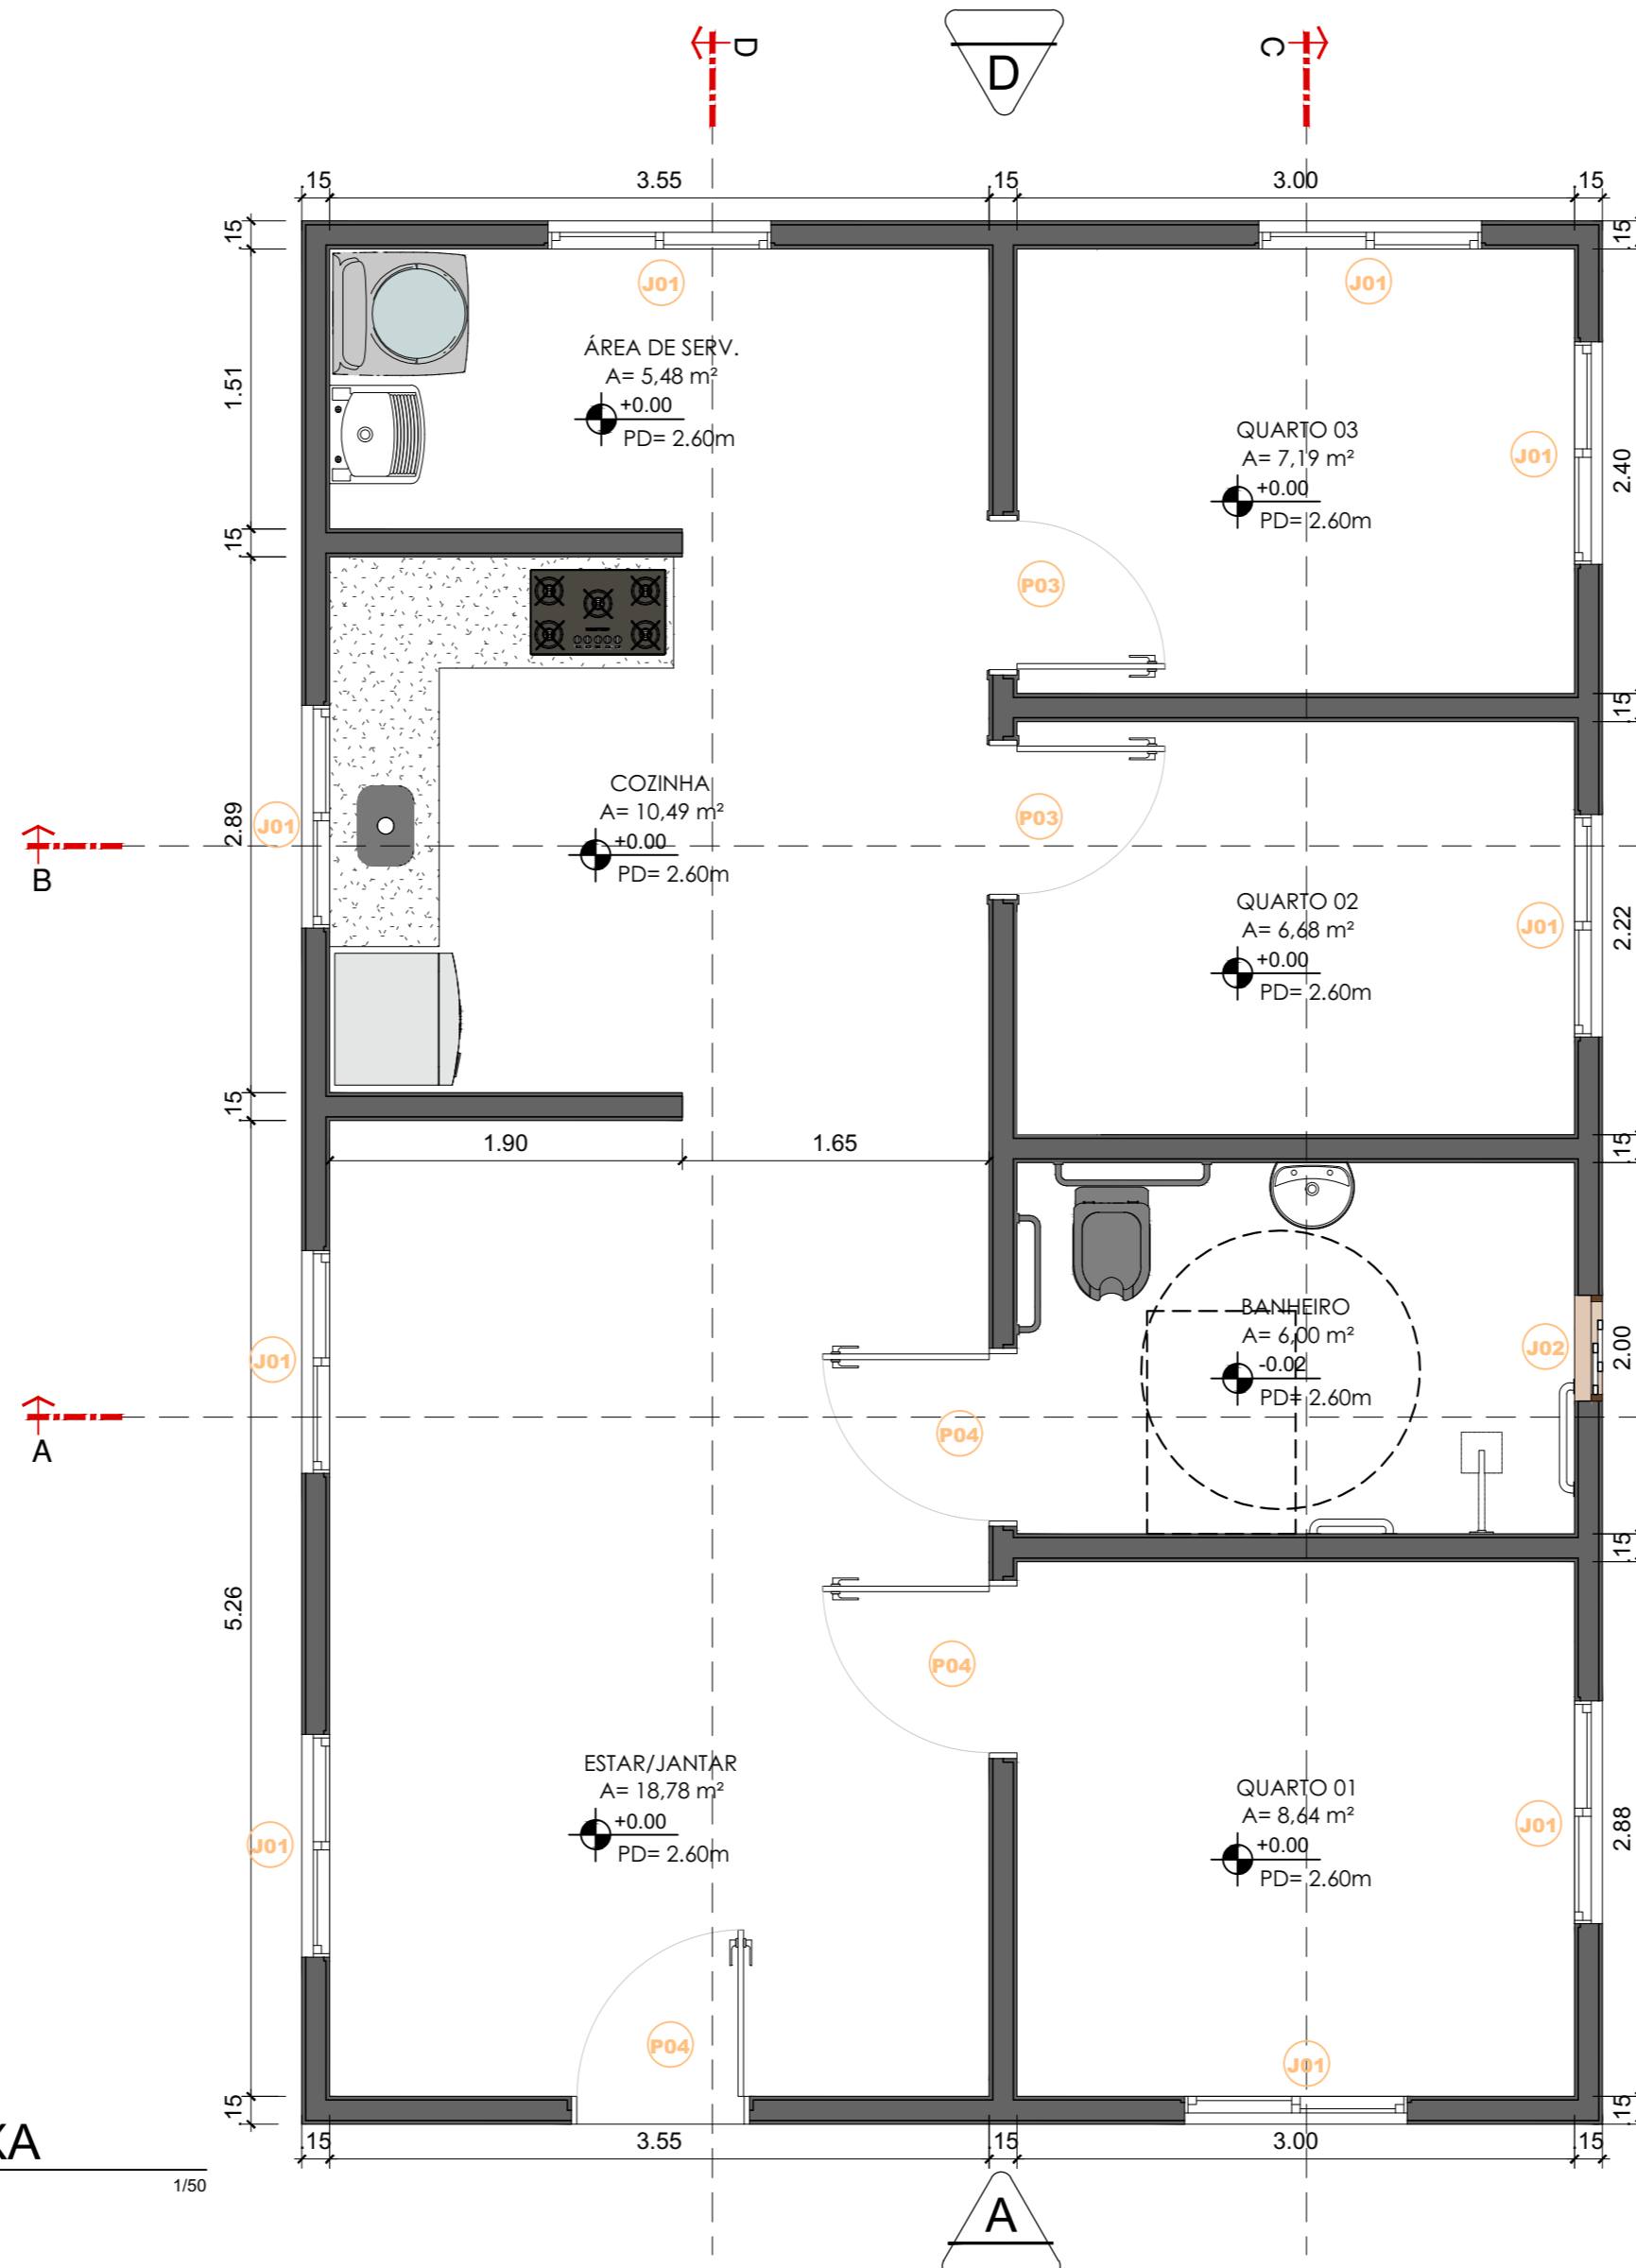 D
C
D
.15
3.55
.15
3.00
.15
.15
.15
J01
J01
ÁREA DE SERV.
A= 5,48 m²
+0.00
PD= 2.60m
1.51
QUARTO 03
A= 7,19 m²
+0.00
PD= 2.60m
J01
2.40
.15
P03
.15
COZINHA
A= 10,49 m²
+0.00
PD= 2.60m
J01
2.89
P03
B
QUARTO 02
A= 6,68 m²
+0.00
PD= 2.60m
J01
2.22
.15
1.90
1.65
.15
BANHEIRO
A= 6,00 m²
-0.02
PD= 2.60m
J02
2.00
J01
A
P04
.15
5.26
P04
ESTAR/JANTAR
A= 18,78 m²
+0.00
PD= 2.60m
QUARTO 01
A= 8,64 m²
+0.00
PD= 2.60m
J01
J01
2.88
P04
J01
.15
.15
XA
1/50
.15
3.55
.15
3.00
.15
A